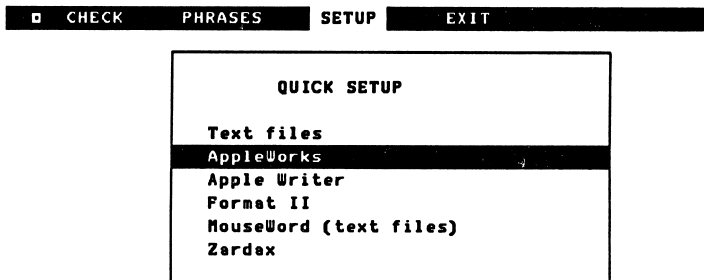 CHECK PHRASES SETUP EXIT
QUICK SETUP
Text files
AppleWorks
Apple Writer
Format II
MouseWord (text files)
Zardax